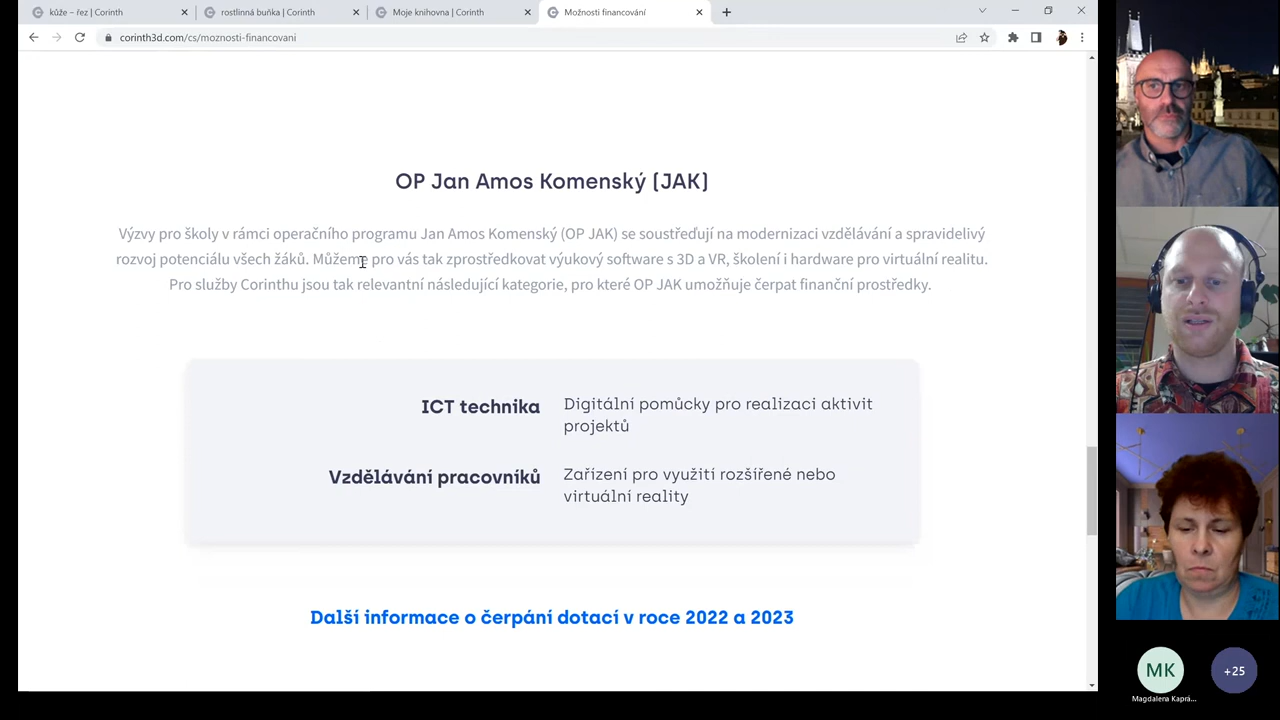 kůže – řez | Corinth
rostlinná buňka | Corinth
Moje knihovna | Corinth
Možnosti financování
corinth3d.com/cs/moznosti-financovani
OP Jan Amos Komenský (JAK)
Výzvy pro školy v rámci operačního programu Jan Amos Komenský (OP JAK) se soustřeďují na modernizaci vzdělávání a spravidelivý
rozvoj potenciálu všech žáků. Můžeme pro vás tak zprostředkovat výukový software s 3D a VR, školení i hardware pro virtuální realitu.
Pro služby Corinthu jsou tak relevantní následující kategorie, pro které OP JAK umožňuje čerpat finanční prostředky.
ICT technika
Digitální pomůcky pro realizaci aktivit
projektů
Vzdělávání pracovníků
Zařízení pro využití rozšířené nebo
virtuální reality
Další informace o čerpání dotací v roce 2022 a 2023
MK
+25
Magdalena Kaprá...